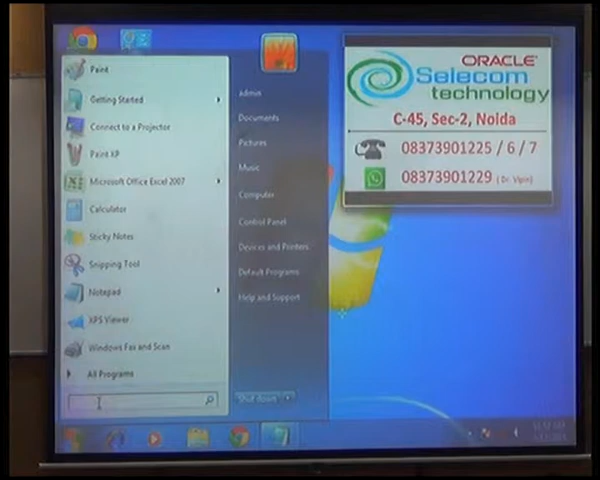 Paint
Getting Started
Connect to a Projector
Paint XP
Microsoft Office Excel 2007
Calculator
Sticky Notes
Snipping Tool
Notepad
XPS Viewer
Windows Fax and Scan
All Programs
admin
Documents
Pictures
Music
Computer
Control Panel
Devices and Printers
Default Programs
Help and Support
Shut down
ORACLE
Selecom
technology
C-45, Sec-2, Noida
08373901225 / 6 / 7
08373901229 ( Dr. Vipin)